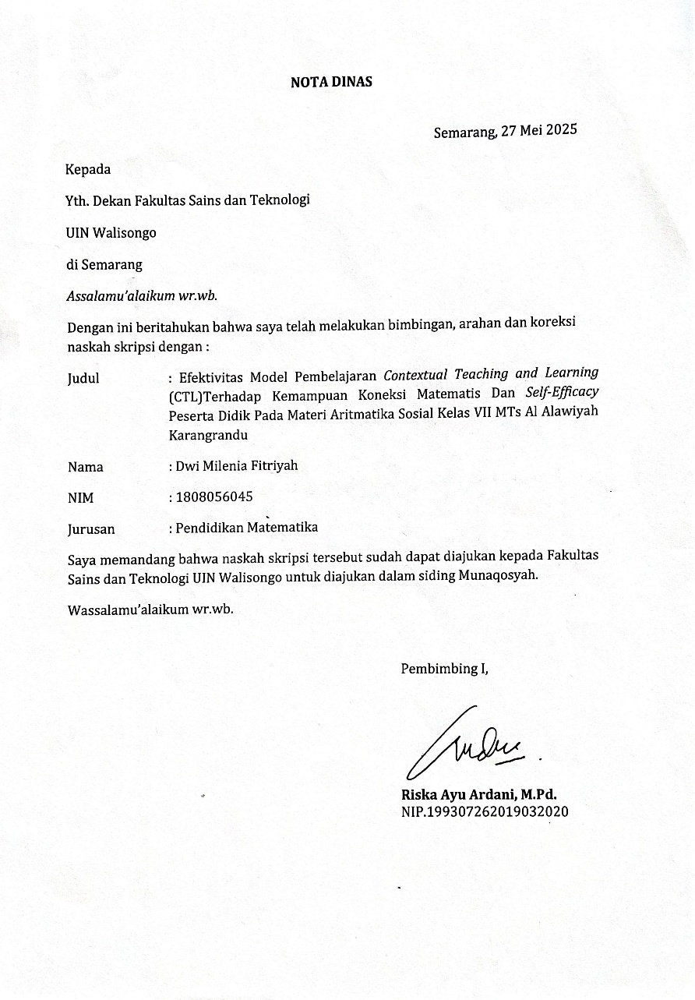 NOTA DINAS
Semarang, 27 Mei 2025
Kepada
Yth. Dekan Fakultas Sains dan Teknologi
UIN Walisongo
di Semarang
Assalamu'alaikum wr.wb.
Dengan ini beritahukan bahwa saya telah melakukan bimbingan, arahan dan koreksi
naskah skripsi dengan :
Judul : Efektivitas Model Pembelajaran Contextual Teaching and Learning
(CTL)Terhadap Kemampuan Koneksi Matematis Dan Self-Efficacy
Peserta Didik Pada Materi Aritmatika Sosial Kelas VII MTs Al Alawiyah
Karangrandu
Nama : Dwi Milenia Fitriyah
NIM : 1808056045
Jurusan : Pendidikan Matematika
Saya memandang bahwa naskah skripsi tersebut sudah dapat diajukan kepada Fakultas
Sains dan Teknologi UIN Walisongo untuk diajukan dalam siding Munaqosyah.
Wassalamu'alaikum wr.wb.
Pembimbing I,
Riska Ayu Ardani, M.Pd.
NIP.199307262019032020